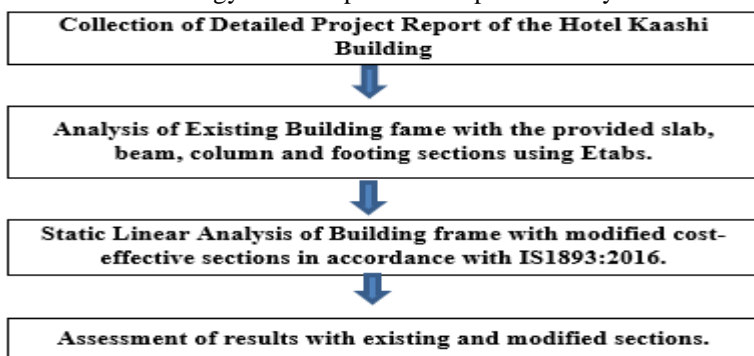 Collection of Detailed Project Report of the Hotel Kaashi
Building
Analysis of Existing Building fame with the provided slab,
beam, column and footing sections using Etabs.
Static Linear Analysis of Building frame with modified cost-
effective sections in accordance with IS1893:2016.
Assessment of results with existing and modified sections.